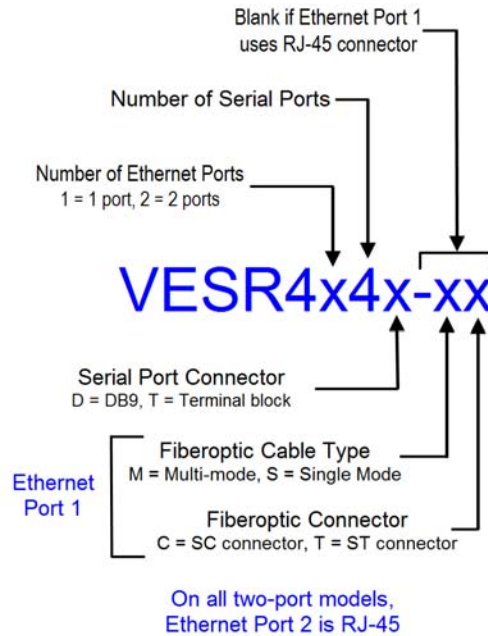 Blank if Ethernet Port 1
uses RJ-45 connector
Number of Serial Ports
Number of Ethernet Ports
1 = 1 port, 2 = 2 ports
VESR4x4x-xx
Serial Port Connector
D = DB9, T = Terminal block
Fiberoptic Cable Type
M = Multi-mode, S = Single Mode
Ethernet
Port 1
Fiberoptic Connector
C = SC connector, T = ST connector
On all two-port models,
Ethernet Port 2 is RJ-45